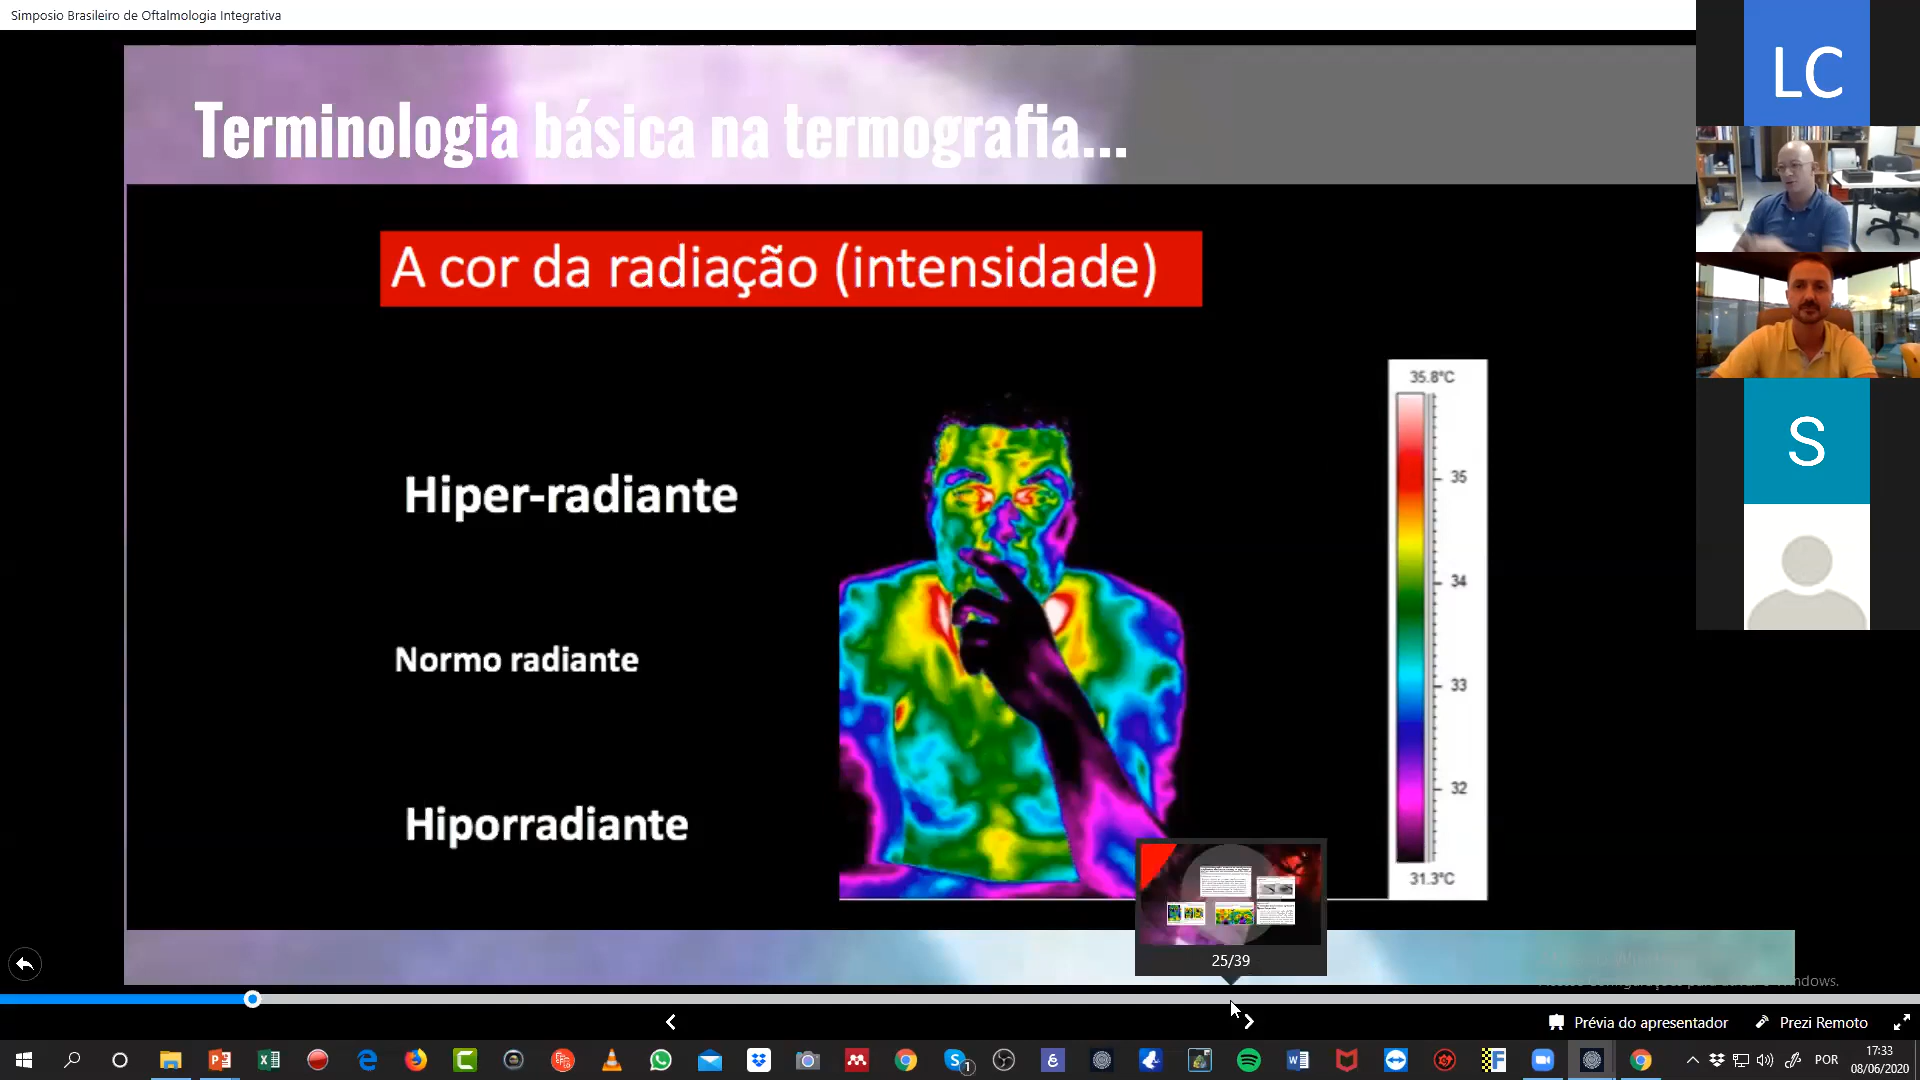 Simposio Brasileiro de Oftalmologia Integrativa
LC
Terminologia básica na termografia...
A cor da radiação (intensidade)
35.8°C
Hiper-radiante
35
S
34
Normo radiante
33
32
Hiporradiante
31.3°C
25/39
Prévia do apresentador
Prezi Remoto
POR
17:33
08/06/2020